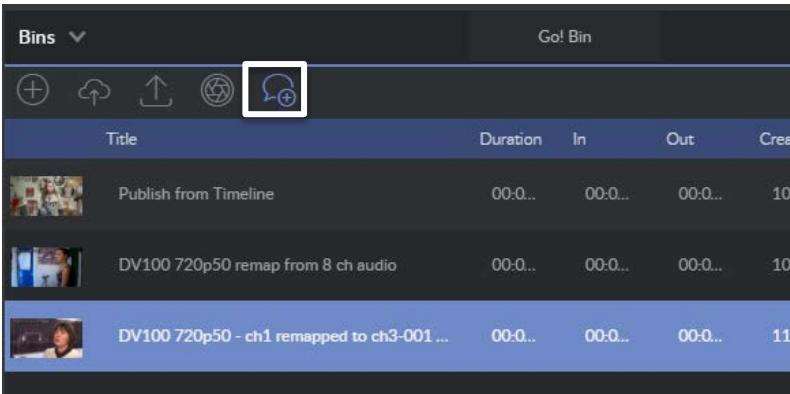 Bins Go! Bin
Title Duration In Out Crea
Publish from Timeline 00:0... 00:0... 00:0... 10
DV100 720p50 remap from 8 ch audio 00:0... 00:0... 00:0... 10
DV100 720p50 - ch1 remapped to ch3-001 ... 00:0... 00:0... 00:0... 11